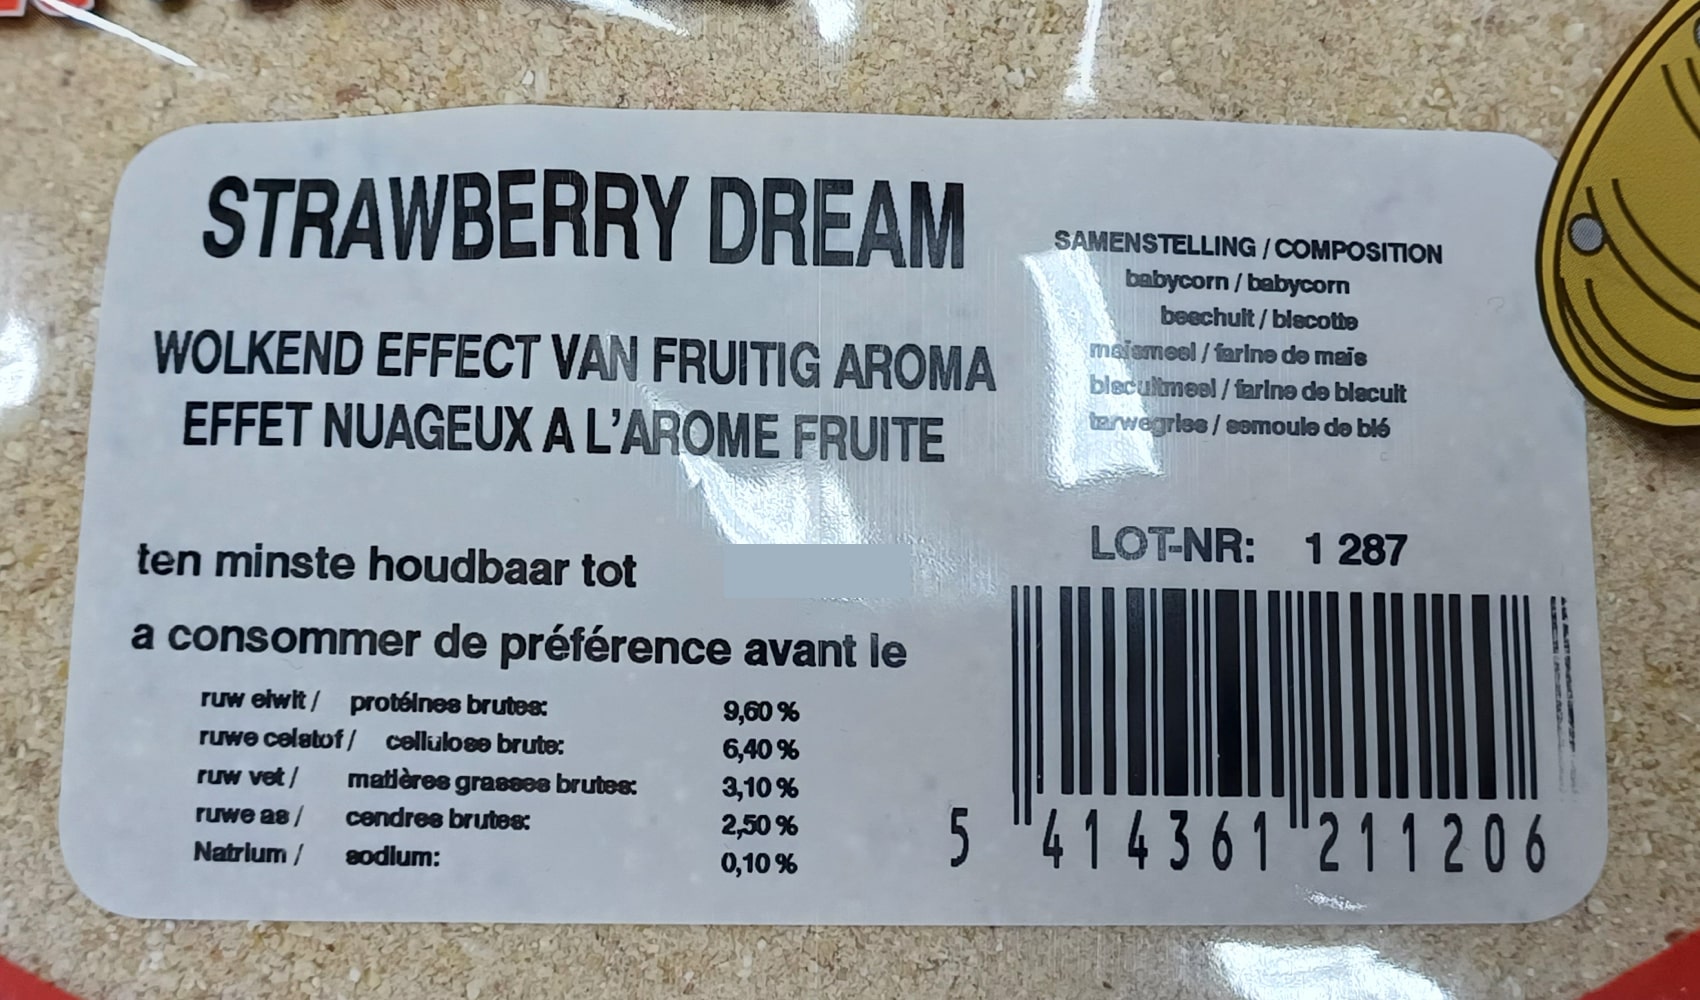 STRAWBERRY DREAM
WOLKEND EFFECT VAN FRUITIG AROMA
EFFET NUAGEUX A L'AROME FRUITE
SAMENSTELLING / COMPOSITION
babycorn / babycorn
beschuit / biscotte
maïsmeel / farine de maïs
biscuitmeel / farine de biscuit
tarwegries / semoule de blé
ten minste houdbaar tot
a consommer de préférence avant le
LOT-NR: 1 287
ruw eiwit / protéines brutes: 9,60 %
ruwe celstof / cellulose brute: 6,40 %
ruw vet / matières grasses brutes: 3,10 %
ruwe as / cendres brutes: 2,50 %
Natrium / sodium: 0,10 %
5 414361 211206